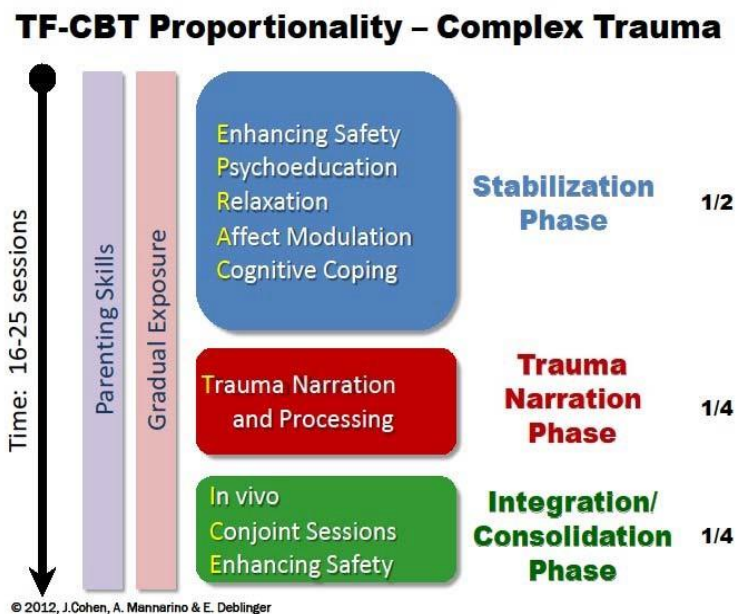 TF-CBT Proportionality – Complex Trauma
Time: 16-25 sessions
Parenting Skills
Gradual Exposure
Enhancing Safety
Psychoeducation
Relaxation
Affect Modulation
Cognitive Coping
Stabilization
Phase
1/2
Trauma Narration
and Processing
Trauma
Narration
Phase
1/4
In vivo
Conjoint Sessions
Enhancing Safety
Integration/
Consolidation
Phase
1/4
© 2012, J.Cohen, A. Mannarino & E. Deblinger